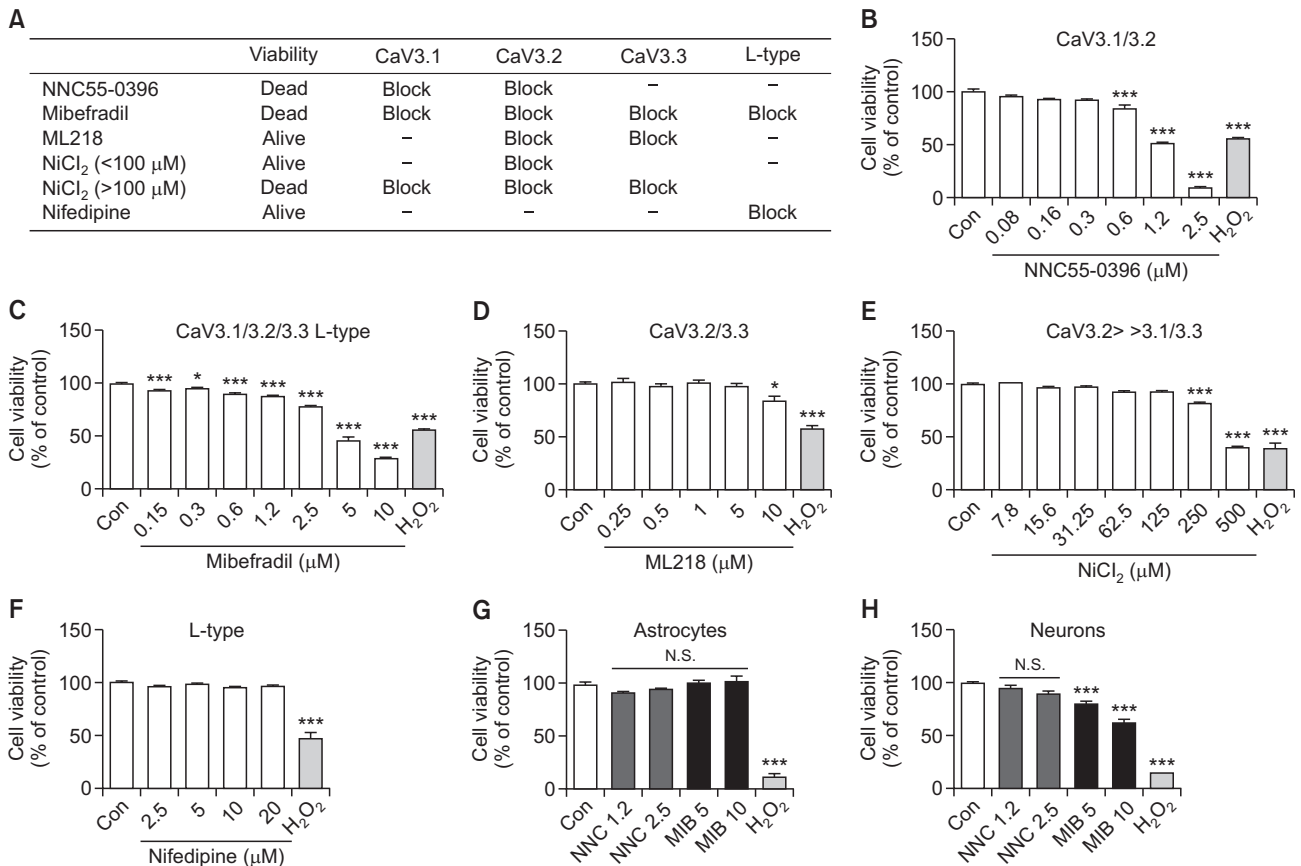 A
Viability CaV3.1 CaV3.2 CaV3.3 L-type
NNC55-0396 Dead Block Block – –
Mibefradil Dead Block Block Block Block
ML218 Alive – Block Block –
NiCl₂ (<100 μM) Alive – Block – –
NiCl₂ (>100 μM) Dead Block Block Block –
Nifedipine Alive – – – Block
B
CaV3.1/3.2
Cell viability
(% of control)
150
100
50
0
*** *** *** ***
Con 0.08 0.16 0.3 0.6 1.2 2.5 H₂O₂
NNC55-0396 (μM)
C
CaV3.1/3.2/3.3 L-type
Cell viability
(% of control)
150
100
50
0
*** * *** *** *** *** *** ***
Con 0.15 0.3 0.6 1.2 2.5 5 10 H₂O₂
Mibefradil (μM)
D
CaV3.2/3.3
Cell viability
(% of control)
150
100
50
0
* ***
Con 0.25 0.5 1 5 10 H₂O₂
ML218 (μM)
E
CaV3.2> >3.1/3.3
Cell viability
(% of control)
150
100
50
0
*** *** ***
Con 7.8 15.6 31.25 62.5 125 250 500 H₂O₂
NiCl₂ (μM)
F
L-type
Cell viability
(% of control)
150
100
50
0
***
Con 2.5 5 10 20 H₂O₂
Nifedipine (μM)
G
Astrocytes
N.S.
Cell viability
(% of control)
150
100
50
0
***
Con NNC 1.2 NNC 2.5 MIB 5 MIB 10 H₂O₂
H
Neurons
N.S.
Cell viability
(% of control)
150
100
50
0
*** *** ***
Con NNC 1.2 NNC 2.5 MIB 5 MIB 10 H₂O₂